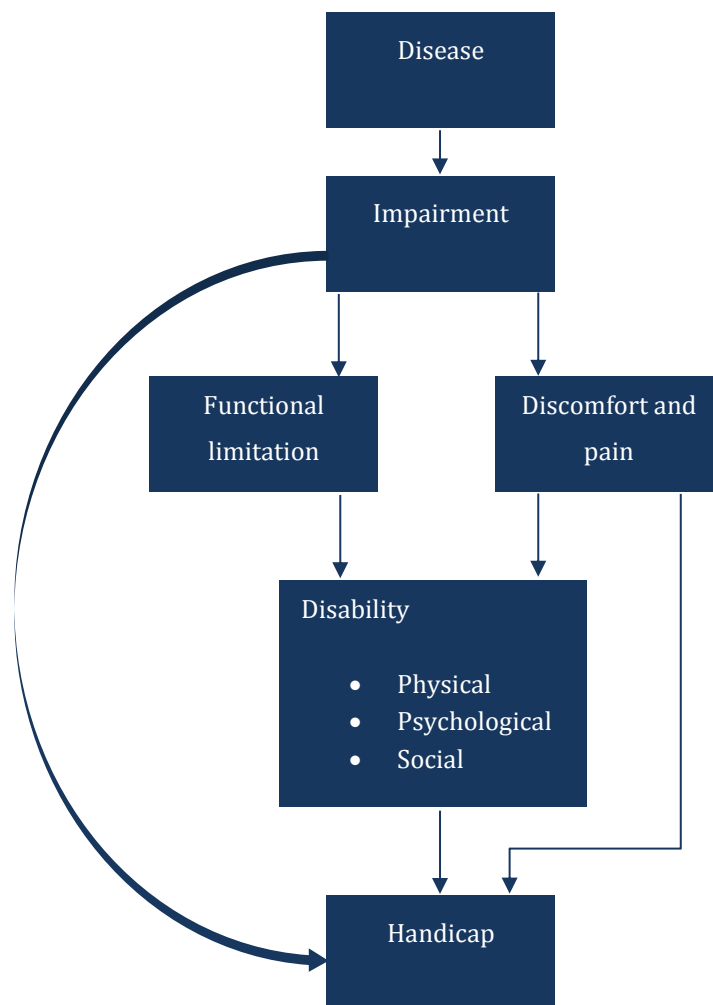 Disease
Impairment
Functional
limitation
Discomfort and
pain
Disability
• Physical
• Psychological
• Social
Handicap